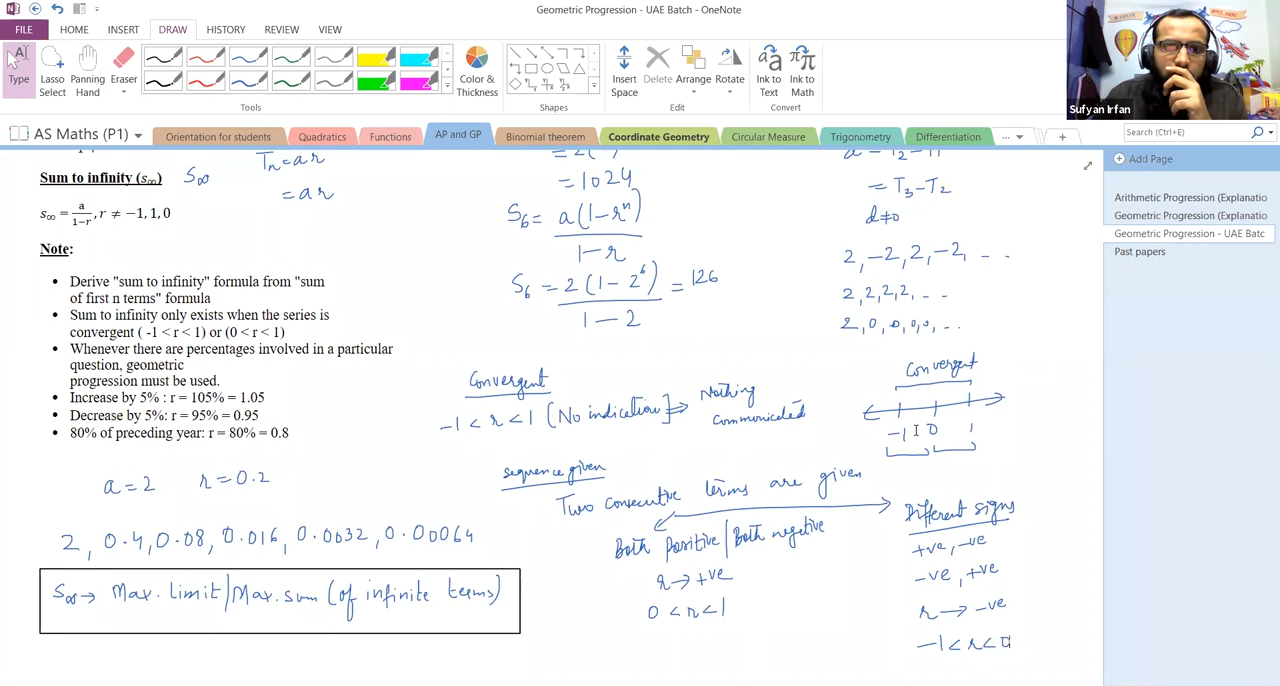 Geometric Progression - UAE Batch - OneNote
FILE HOME INSERT DRAW HISTORY REVIEW VIEW
Type Lasso Select Panning Hand Eraser Color & Thickness Insert Space Delete Arrange Rotate Ink to Text Ink to Math
Tools Shapes Edit Convert
Sufyan Irfan
AS Maths (P1) Orientation for students Quadratics Functions AP and GP Binomial theorem Coordinate Geometry Circular Measure Trigonometry Differentiation ... Search (Ctrl+E)
Add Page
Arithmetic Progression (Explanatio
Geometric Progression (Explanatio
Geometric Progression - UAE Batc
Past papers
Sum to infinity (s∞) S∞
Tn = ar
= ar
s∞ = a/(1−r), r ≠ −1, 1, 0
Note:
• Derive "sum to infinity" formula from "sum
of first n terms" formula
• Sum to infinity only exists when the series is
convergent ( -1 < r < 1) or (0 < r < 1)
• Whenever there are percentages involved in a particular
question, geometric
progression must be used.
• Increase by 5% : r = 105% = 1.05
• Decrease by 5%: r = 95% = 0.95
• 80% of preceding year: r = 80% = 0.8
a = 2 r = 0.2
2, 0.4, 0.08, 0.016, 0.0032, 0.00064
S∞ → Max. limit/Max. sum (of infinite terms)
= 1024
S6 = a(1 − r^n)
1 − r
S6 = 2(1 − 2^6) = 126
1 − 2
= T3 − T2
d ≠ 0
2, −2, 2, −2, ...
2, 2, 2, 2, ...
2, 0, 0, 0, 0, ...
Convergent
−1 < r < 1 [No indication] ⇒ Nothing
communicated
Convergent
−1 0 1
sequence given
Two consecutive terms are given
Both positive/Both negative
r → +ve
0 < r < 1
Different signs
+ve, −ve
−ve, +ve
r → −ve
−1 < r < 0